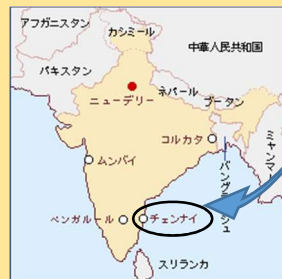 アフガニスタン
カシミール
中華人民共和国
パキスタン
ニューデリー
ネパール
ブータン
コルカタ
ムンバイ
バングラデシュ
ミャンマー
ベンガルール
チェンナイ
スリランカ